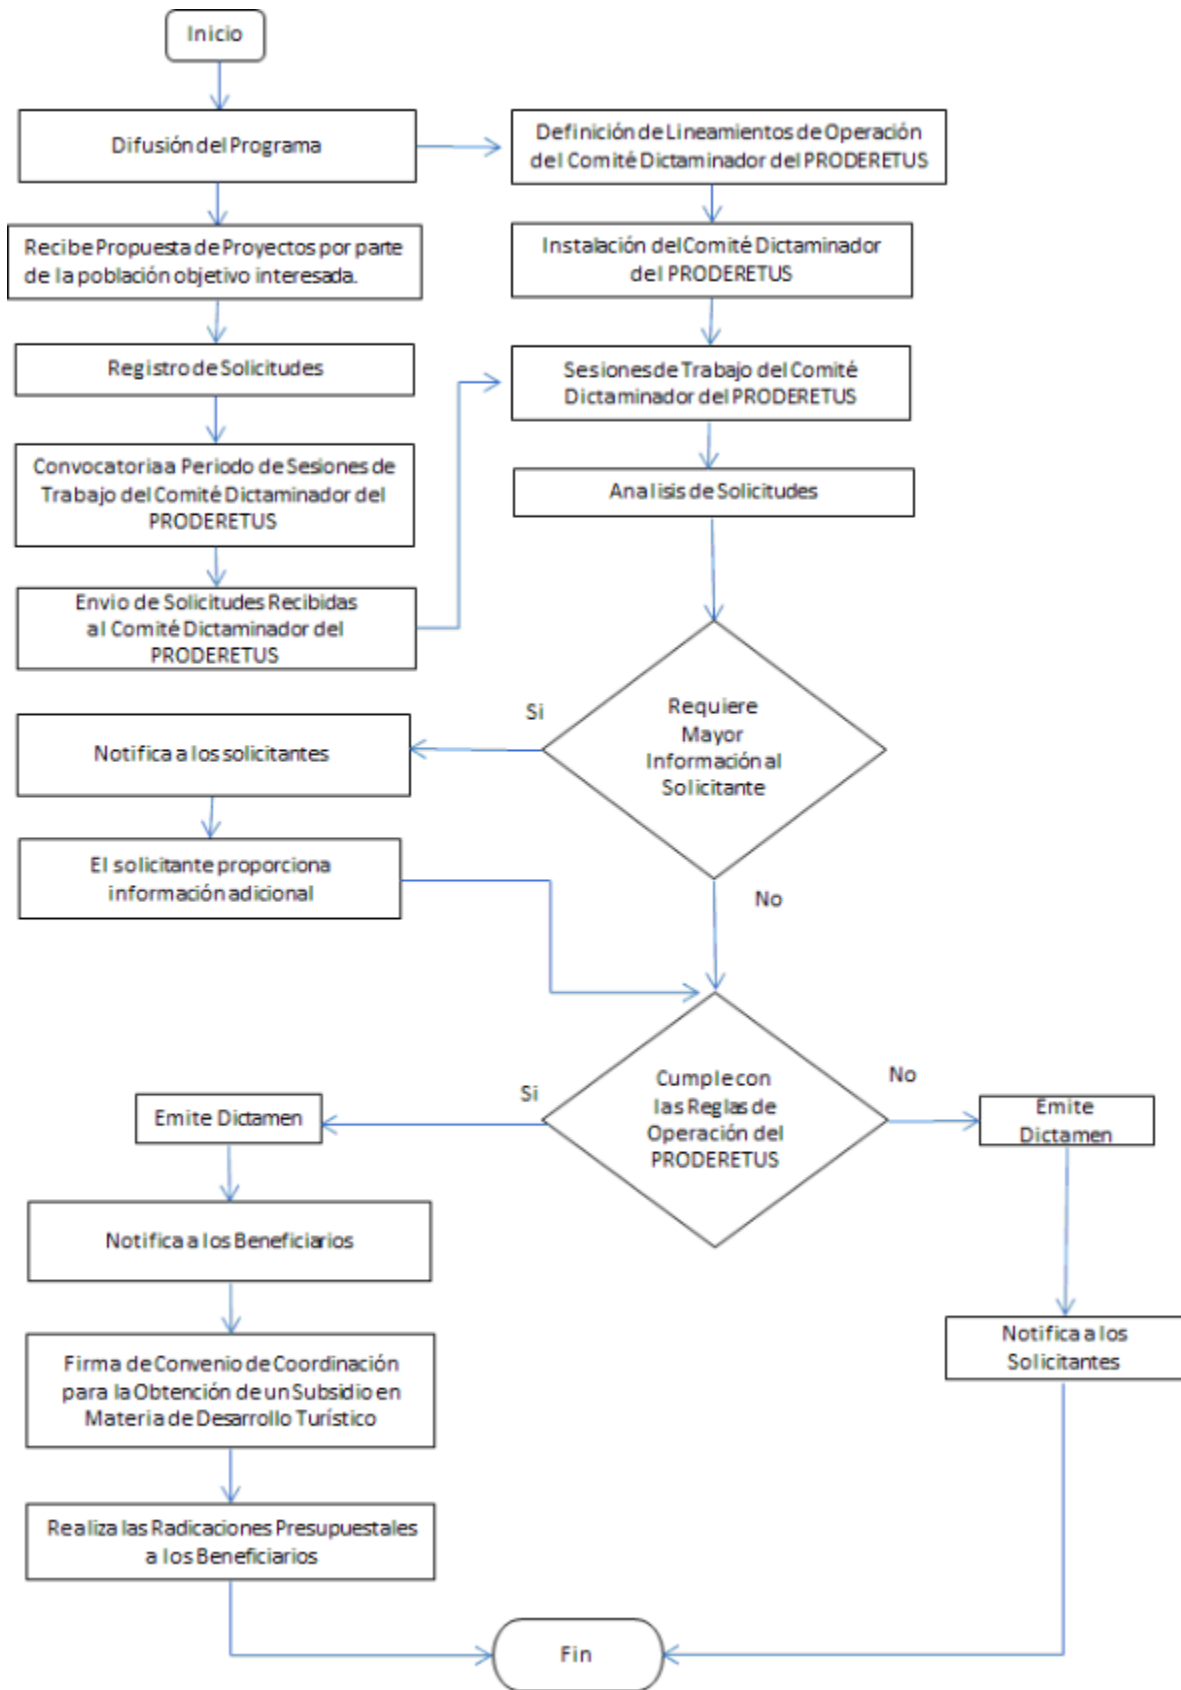 Inicio
Difusión del Programa
Definición de Lineamientos de Operación
del Comité Dictaminador del PRODERETUS
Recibe Propuesta de Proyectos por parte
de la población objetivo interesada.
Instalación del Comité Dictaminador
del PRODERETUS
Registro de Solicitudes
Sesiones de Trabajo del Comité
Dictaminador del PRODERETUS
Convocatoria a Periodo de Sesiones de
Trabajo del Comité Dictaminador del
PRODERETUS
Analisis de Solicitudes
Envio de Solicitudes Recibidas
al Comité Dictaminador del
PRODERETUS
Requiere
Mayor
Información al
Solicitante
Si
Notifica a los solicitantes
El solicitante proporciona
información adicional
No
Cumple con
las Reglas de
Operación del
PRODERETUS
Si
No
Emite Dictamen
Emite
Dictamen
Notifica a los Beneficiarios
Notifica a los
Solicitantes
Firma de Convenio de Coordinación
para la Obtención de un Subsidio en
Materia de Desarrollo Turístico
Realiza las Radicaciones Presupuestales
a los Beneficiarios
Fin